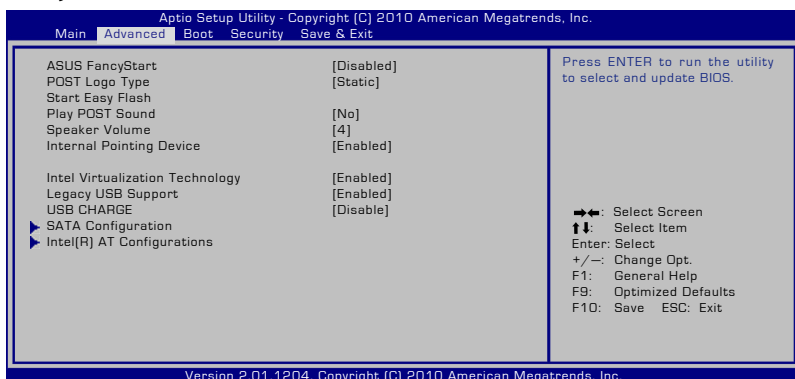 Aptio Setup Utility - Copyright (C) 2010 American Megatrends, Inc.
Main Advanced Boot Security Save & Exit
ASUS FancyStart [Disabled]
POST Logo Type [Static]
Start Easy Flash
Play POST Sound [No]
Speaker Volume [4]
Internal Pointing Device [Enabled]
Intel Virtualization Technology [Enabled]
Legacy USB Support [Enabled]
USB CHARGE [Disable]
SATA Configuration
Intel(R) AT Configurations
Press ENTER to run the utility
to select and update BIOS.
→←: Select Screen
↑↓: Select Item
Enter: Select
+/—: Change Opt.
F1: General Help
F9: Optimized Defaults
F10: Save ESC: Exit
Version 2.01.1204. Copyright (C) 2010 American Megatrends, Inc.